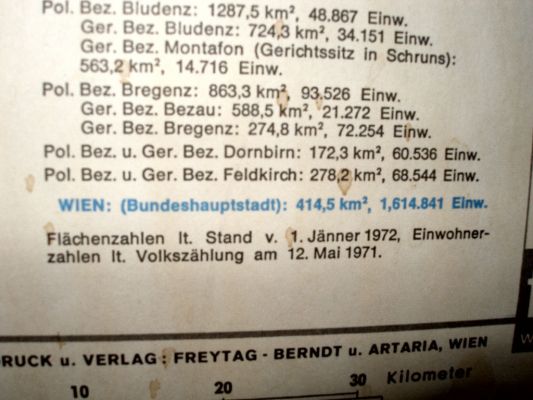 Pol. Bez. Bludenz: 1287,5 km², 48.867 Einw.
Ger. Bez. Bludenz: 724,3 km², 34.151 Einw.
Ger. Bez. Montafon (Gerichtssitz in Schruns):
563,2 km², 14.716 Einw.
Pol. Bez. Bregenz: 863,3 km², 93.526 Einw.
Ger. Bez. Bezau: 588,5 km², 21.272 Einw.
Ger. Bez. Bregenz: 274,8 km², 72.254 Einw.
Pol. Bez. u. Ger. Bez. Dornbirn: 172,3 km², 60.536 Einw.
Pol. Bez. u. Ger. Bez. Feldkirch: 278,2 km², 68.544 Einw.
WIEN: (Bundeshauptstadt): 414,5 km², 1,614.841 Einw.
Flächenzahlen lt. Stand v. 1. Jänner 1972, Einwohner-
zahlen lt. Volkszählung am 12. Mai 1971.
RUCK u. VERLAG: FREYTAG - BERNDT u. ARTARIA, WIEN
10 20 30 Kilometer